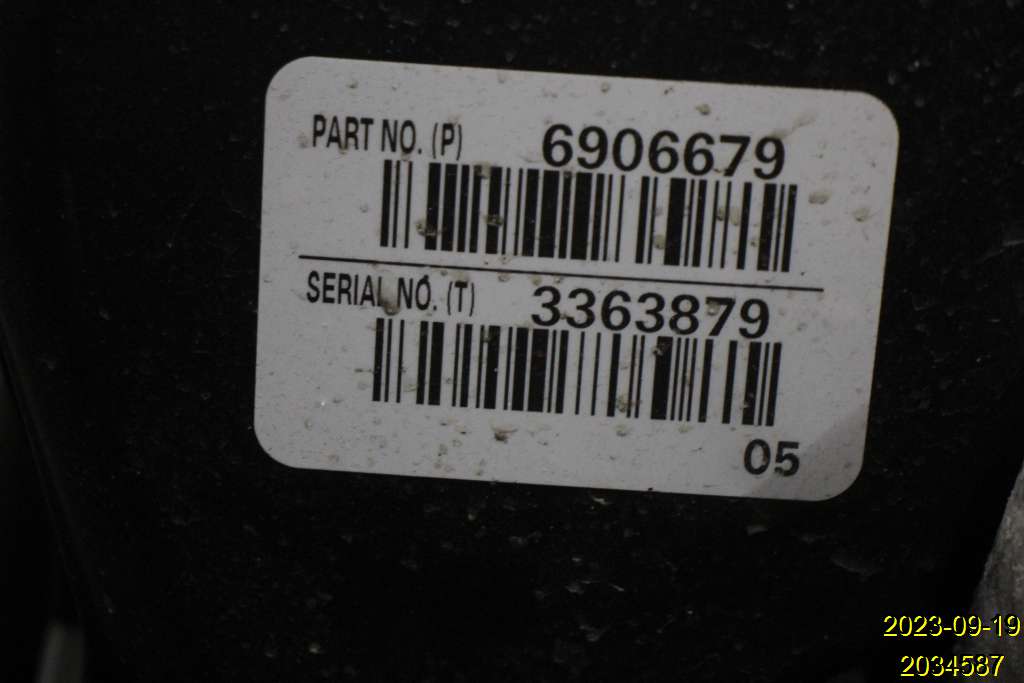 PART NO. (P) 6906679
SERIAL NO. (T) 3363879
05
2023-09-19
2034587